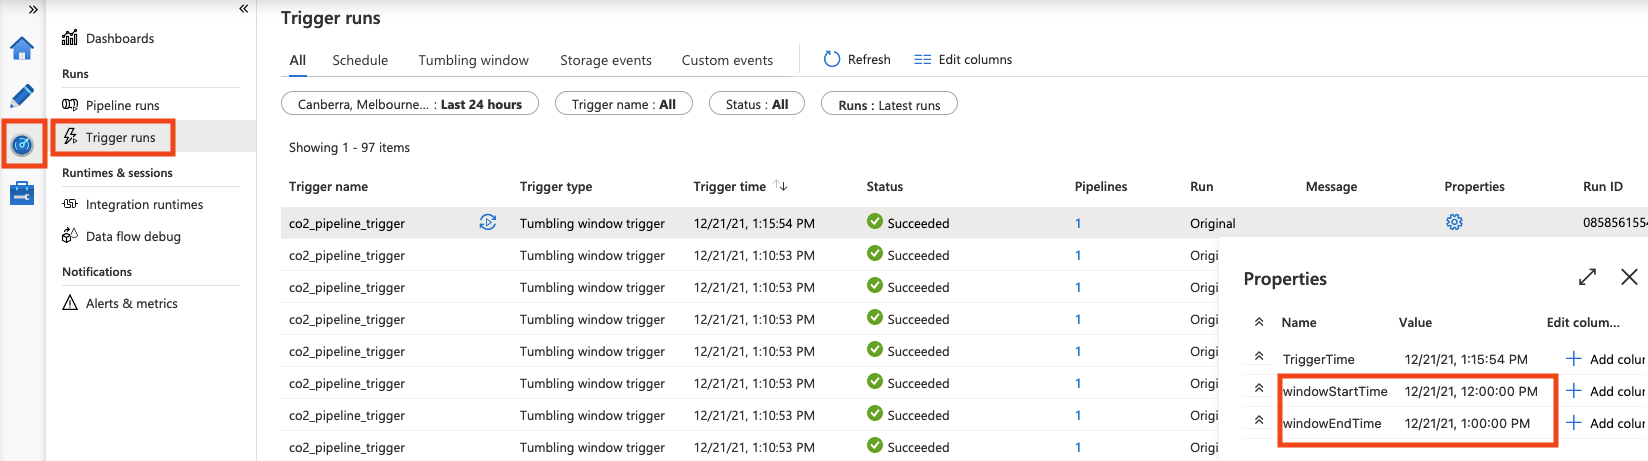 »
«
Dashboards
Runs
Pipeline runs
Trigger runs
Runtimes & sessions
Integration runtimes
Data flow debug
Notifications
Alerts & metrics
Trigger runs
All Schedule Tumbling window Storage events Custom events Refresh Edit columns
Canberra, Melbourne... : Last 24 hours Trigger name : All Status : All Runs : Latest runs
Showing 1 - 97 items
Trigger name Trigger type Trigger time ↑↓ Status Pipelines Run Message Properties Run ID
co2_pipeline_trigger Tumbling window trigger 12/21/21, 1:15:54 PM Succeeded 1 Original 0858561554
co2_pipeline_trigger Tumbling window trigger 12/21/21, 1:10:53 PM Succeeded 1 Origi
co2_pipeline_trigger Tumbling window trigger 12/21/21, 1:10:53 PM Succeeded 1 Origi
co2_pipeline_trigger Tumbling window trigger 12/21/21, 1:10:53 PM Succeeded 1 Origi
co2_pipeline_trigger Tumbling window trigger 12/21/21, 1:10:53 PM Succeeded 1 Origi
co2_pipeline_trigger Tumbling window trigger 12/21/21, 1:10:53 PM Succeeded 1 Origi
co2_pipeline_trigger Tumbling window trigger 12/21/21, 1:10:53 PM Succeeded 1 Origi
co2_pipeline_trigger Tumbling window trigger 12/21/21, 1:10:53 PM Succeeded 1 Origi
Properties
Name Value Edit colum...
TriggerTime 12/21/21, 1:15:54 PM Add colur
windowStartTime 12/21/21, 12:00:00 PM Add colur
windowEndTime 12/21/21, 1:00:00 PM Add colur